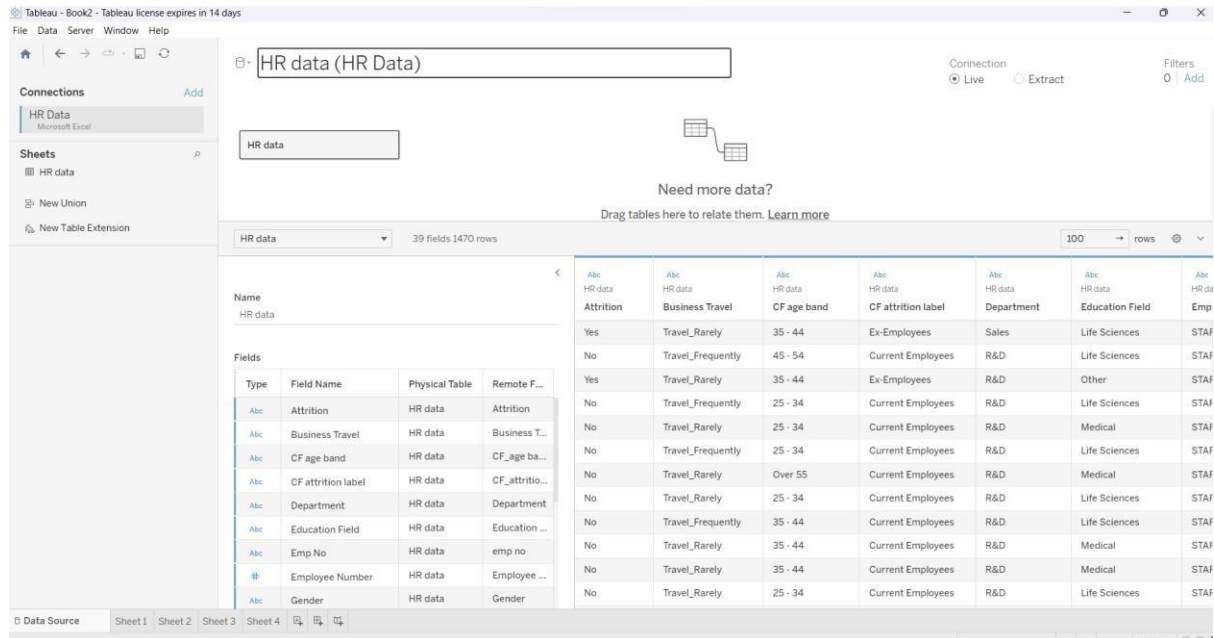 Tableau - Book2 - Tableau license expires in 14 days
File Data Server Window Help
HR data (HR Data)
Connection
Live Extract
Filters
0 Add
Connections Add
HR Data
Microsoft Excel
Sheets
HR data
New Union
New Table Extension
HR data
Need more data?
Drag tables here to relate them. Learn more
HR data 39 fields 1470 rows 100 → rows
Name
HR data
Fields
Type Field Name Physical Table Remote F...
Abc Attrition HR data Attrition
Abc Business Travel HR data Business T...
Abc CF age band HR data CF_age ba...
Abc CF attrition label HR data CF_attritio...
Abc Department HR data Department
Abc Education Field HR data Education ...
Abc Emp No HR data emp no
# Employee Number HR data Employee ...
Abc Gender HR data Gender
Abc Abc Abc Abc Abc Abc Abc
HR data HR data HR data HR data HR data HR data HR da
Attrition Business Travel CF age band CF attrition label Department Education Field Emp
Yes Travel_Rarely 35 - 44 Ex-Employees Sales Life Sciences STAF
No Travel_Frequently 45 - 54 Current Employees R&D Life Sciences STAF
Yes Travel_Rarely 35 - 44 Ex-Employees R&D Other STAF
No Travel_Frequently 25 - 34 Current Employees R&D Life Sciences STAF
No Travel_Rarely 25 - 34 Current Employees R&D Medical STAF
No Travel_Frequently 25 - 34 Current Employees R&D Life Sciences STAF
No Travel_Rarely Over 55 Current Employees R&D Medical STAF
No Travel_Rarely 25 - 34 Current Employees R&D Life Sciences STAF
No Travel_Frequently 35 - 44 Current Employees R&D Life Sciences STAF
No Travel_Rarely 35 - 44 Current Employees R&D Medical STAF
No Travel_Rarely 35 - 44 Current Employees R&D Medical STAF
No Travel_Rarely 25 - 34 Current Employees R&D Life Sciences STAF
Data Source Sheet 1 Sheet 2 Sheet 3 Sheet 4